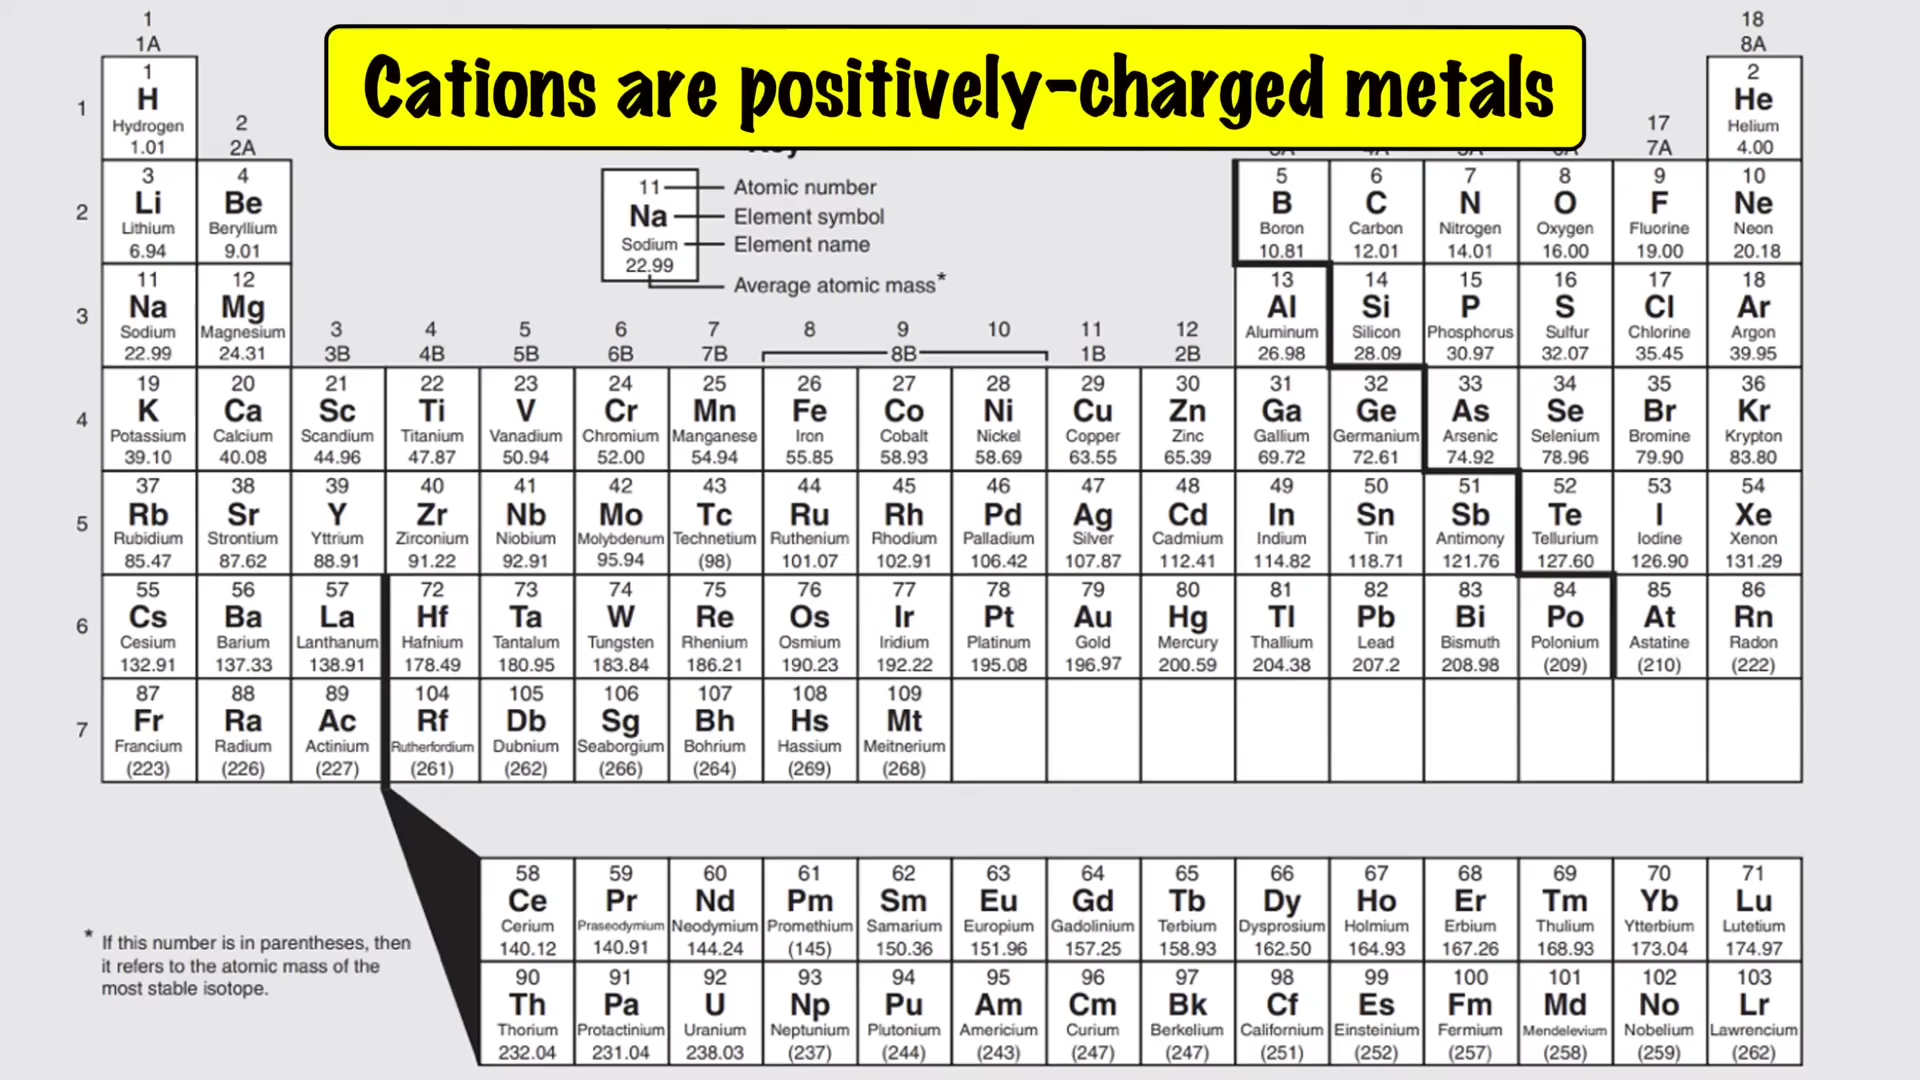 Cations are positively-charged metals
1 18
1A 8A
1 2
H He
Hydrogen Helium
1.01 4.00
1
2 17
2A 7A
Key
11 Atomic number
Na Element symbol
Sodium Element name
22.99
Average atomic mass*
3 4 5 6 7 8 9 10
Li Be B C N O F Ne
Lithium Beryllium Boron Carbon Nitrogen Oxygen Fluorine Neon
6.94 9.01 10.81 12.01 14.01 16.00 19.00 20.18
2
11 12 13 14 15 16 17 18
Na Mg Al Si P S Cl Ar
Sodium Magnesium Aluminum Silicon Phosphorus Sulfur Chlorine Argon
22.99 24.31 26.98 28.09 30.97 32.07 35.45 39.95
3
3 4 5 6 7 8 9 10 11 12
3B 4B 5B 6B 7B 8B 1B 2B
19 20 21 22 23 24 25 26 27 28 29 30 31 32 33 34 35 36
K Ca Sc Ti V Cr Mn Fe Co Ni Cu Zn Ga Ge As Se Br Kr
Potassium Calcium Scandium Titanium Vanadium Chromium Manganese Iron Cobalt Nickel Copper Zinc Gallium Germanium Arsenic Selenium Bromine Krypton
39.10 40.08 44.96 47.87 50.94 52.00 54.94 55.85 58.93 58.69 63.55 65.39 69.72 72.61 74.92 78.96 79.90 83.80
4
37 38 39 40 41 42 43 44 45 46 47 48 49 50 51 52 53 54
Rb Sr Y Zr Nb Mo Tc Ru Rh Pd Ag Cd In Sn Sb Te I Xe
Rubidium Strontium Yttrium Zirconium Niobium Molybdenum Technetium Ruthenium Rhodium Palladium Silver Cadmium Indium Tin Antimony Tellurium Iodine Xenon
85.47 87.62 88.91 91.22 92.91 95.94 (98) 101.07 102.91 106.42 107.87 112.41 114.82 118.71 121.76 127.60 126.90 131.29
5
55 56 57 72 73 74 75 76 77 78 79 80 81 82 83 84 85 86
Cs Ba La Hf Ta W Re Os Ir Pt Au Hg Tl Pb Bi Po At Rn
Cesium Barium Lanthanum Hafnium Tantalum Tungsten Rhenium Osmium Iridium Platinum Gold Mercury Thallium Lead Bismuth Polonium Astatine Radon
132.91 137.33 138.91 178.49 180.95 183.84 186.21 190.23 192.22 195.08 196.97 200.59 204.38 207.2 208.98 (209) (210) (222)
6
87 88 89 104 105 106 107 108 109
Fr Ra Ac Rf Db Sg Bh Hs Mt
Francium Radium Actinium Rutherfordium Dubnium Seaborgium Bohrium Hassium Meitnerium
(223) (226) (227) (261) (262) (266) (264) (269) (268)
7
58 59 60 61 62 63 64 65 66 67 68 69 70 71
Ce Pr Nd Pm Sm Eu Gd Tb Dy Ho Er Tm Yb Lu
Cerium Praseodymium Neodymium Promethium Samarium Europium Gadolinium Terbium Dysprosium Holmium Erbium Thulium Ytterbium Lutetium
140.12 140.91 144.24 (145) 150.36 151.96 157.25 158.93 162.50 164.93 167.26 168.93 173.04 174.97
90 91 92 93 94 95 96 97 98 99 100 101 102 103
Th Pa U Np Pu Am Cm Bk Cf Es Fm Md No Lr
Thorium Protactinium Uranium Neptunium Plutonium Americium Curium Berkelium Californium Einsteinium Fermium Mendelevium Nobelium Lawrencium
232.04 231.04 238.03 (237) (244) (243) (247) (247) (251) (252) (257) (258) (259) (262)
* If this number is in parentheses, then
it refers to the atomic mass of the
most stable isotope.